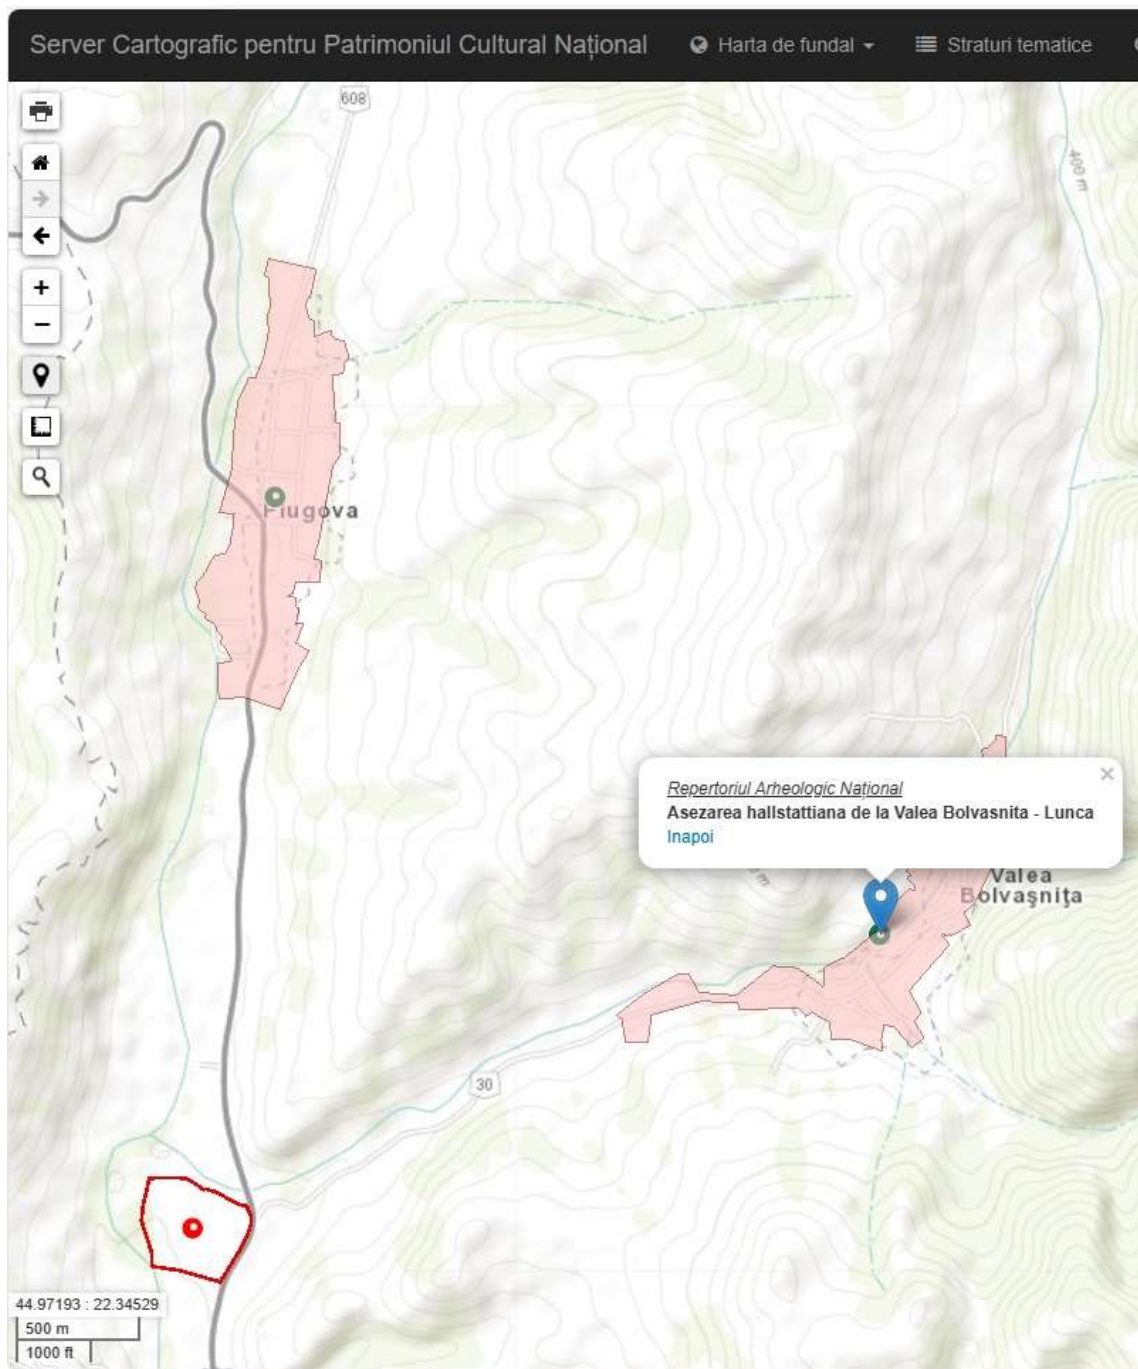 Server Cartografic pentru Patrimoniul Cultural Național Harta de fundal Straturi tematice
608
400 m
Plugova
Repertoriul Arheologic Național
Asezarea hallstattiana de la Valea Bolvasnita - Lunca
Inapoi
Valea
Bolvașnița
30
44.97193 : 22.34529
500 m
1000 ft